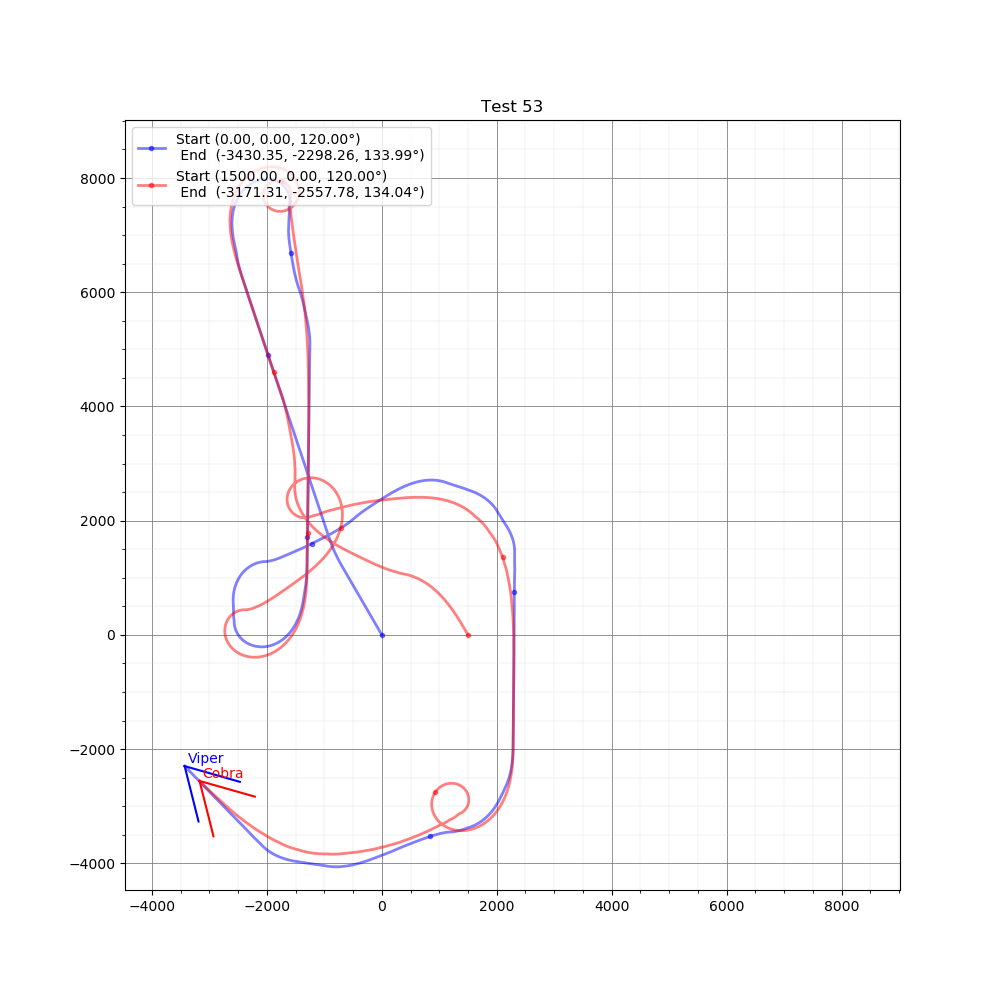 Test 53
Start (0.00, 0.00, 120.00°)
End (-3430.35, -2298.26, 133.99°)
Start (1500.00, 0.00, 120.00°)
End (-3171.31, -2557.78, 134.04°)
8000
6000
4000
2000
0
−2000
−4000
Viper
Cobra
−4000 −2000 0 2000 4000 6000 8000